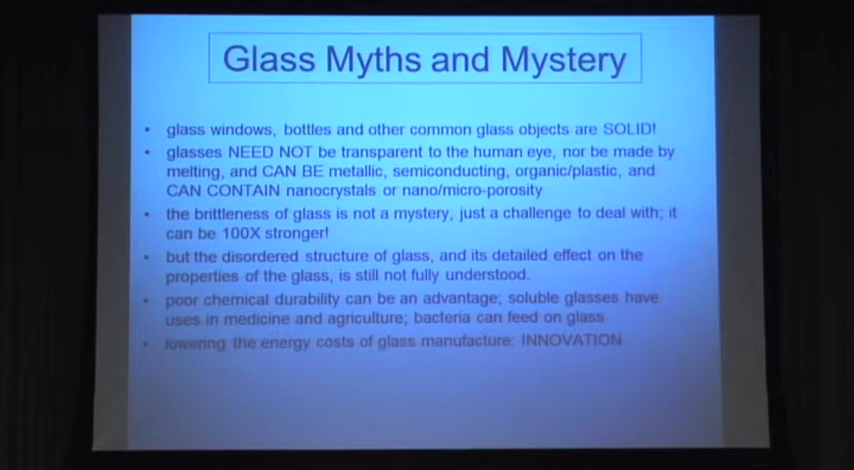 Glass Myths and Mystery
• glass windows, bottles and other common glass objects are SOLID!
• glasses NEED NOT be transparent to the human eye, nor be made by
melting, and CAN BE metallic, semiconducting, organic/plastic, and
CAN CONTAIN nanocrystals or nano/micro-porosity
• the brittleness of glass is not a mystery, just a challenge to deal with; it
can be 100X stronger!
• but the disordered structure of glass, and its detailed effect on the
properties of the glass, is still not fully understood.
• poor chemical durability can be an advantage; soluble glasses have
uses in medicine and agriculture; bacteria can feed on glass
• lowering the energy costs of glass manufacture: INNOVATION